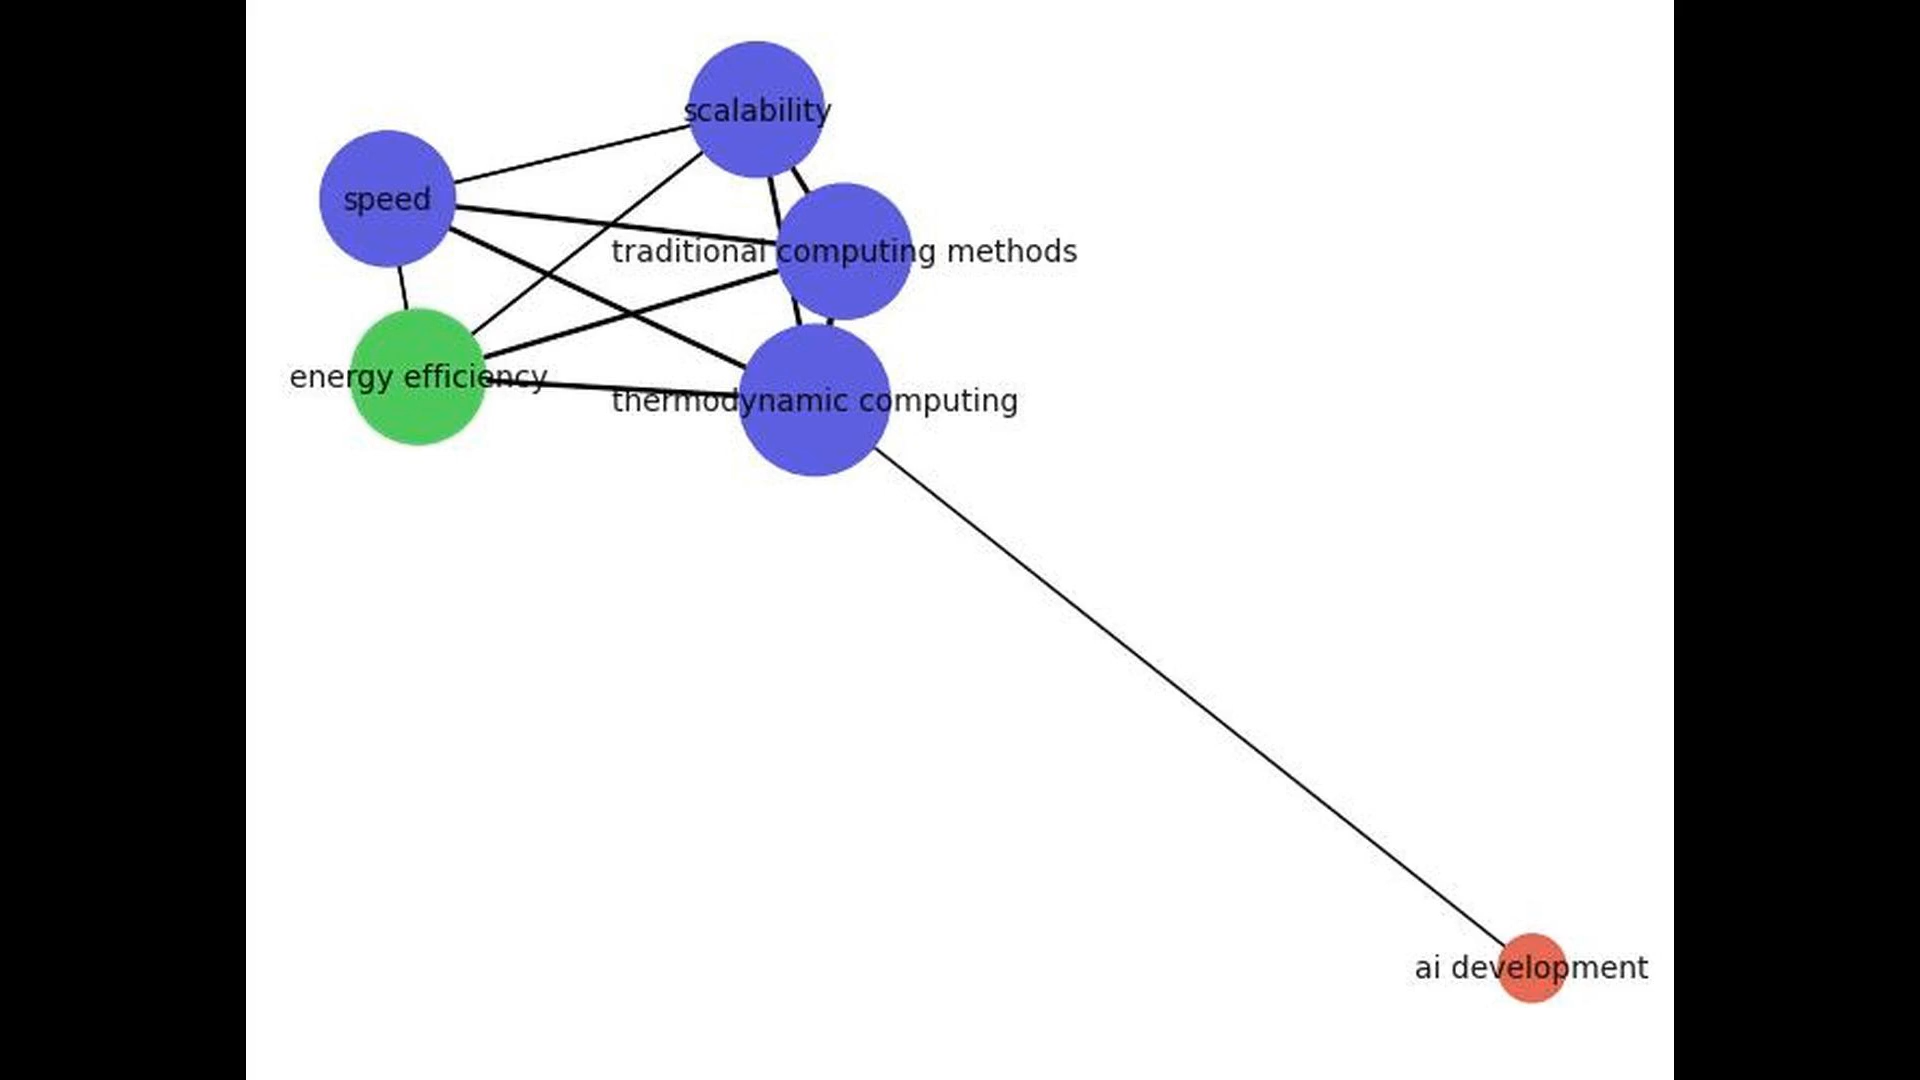 scalability
speed
traditional computing methods
energy efficiency
thermodynamic computing
ai development